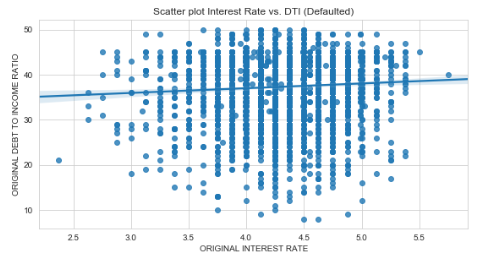 Scatter plot Interest Rate vs. DTI (Defaulted)
50
40
30
20
10
ORIGINAL DEBT TO INCOME RATIO
2.5 3.0 3.5 4.0 4.5 5.0 5.5
ORIGINAL INTEREST RATE